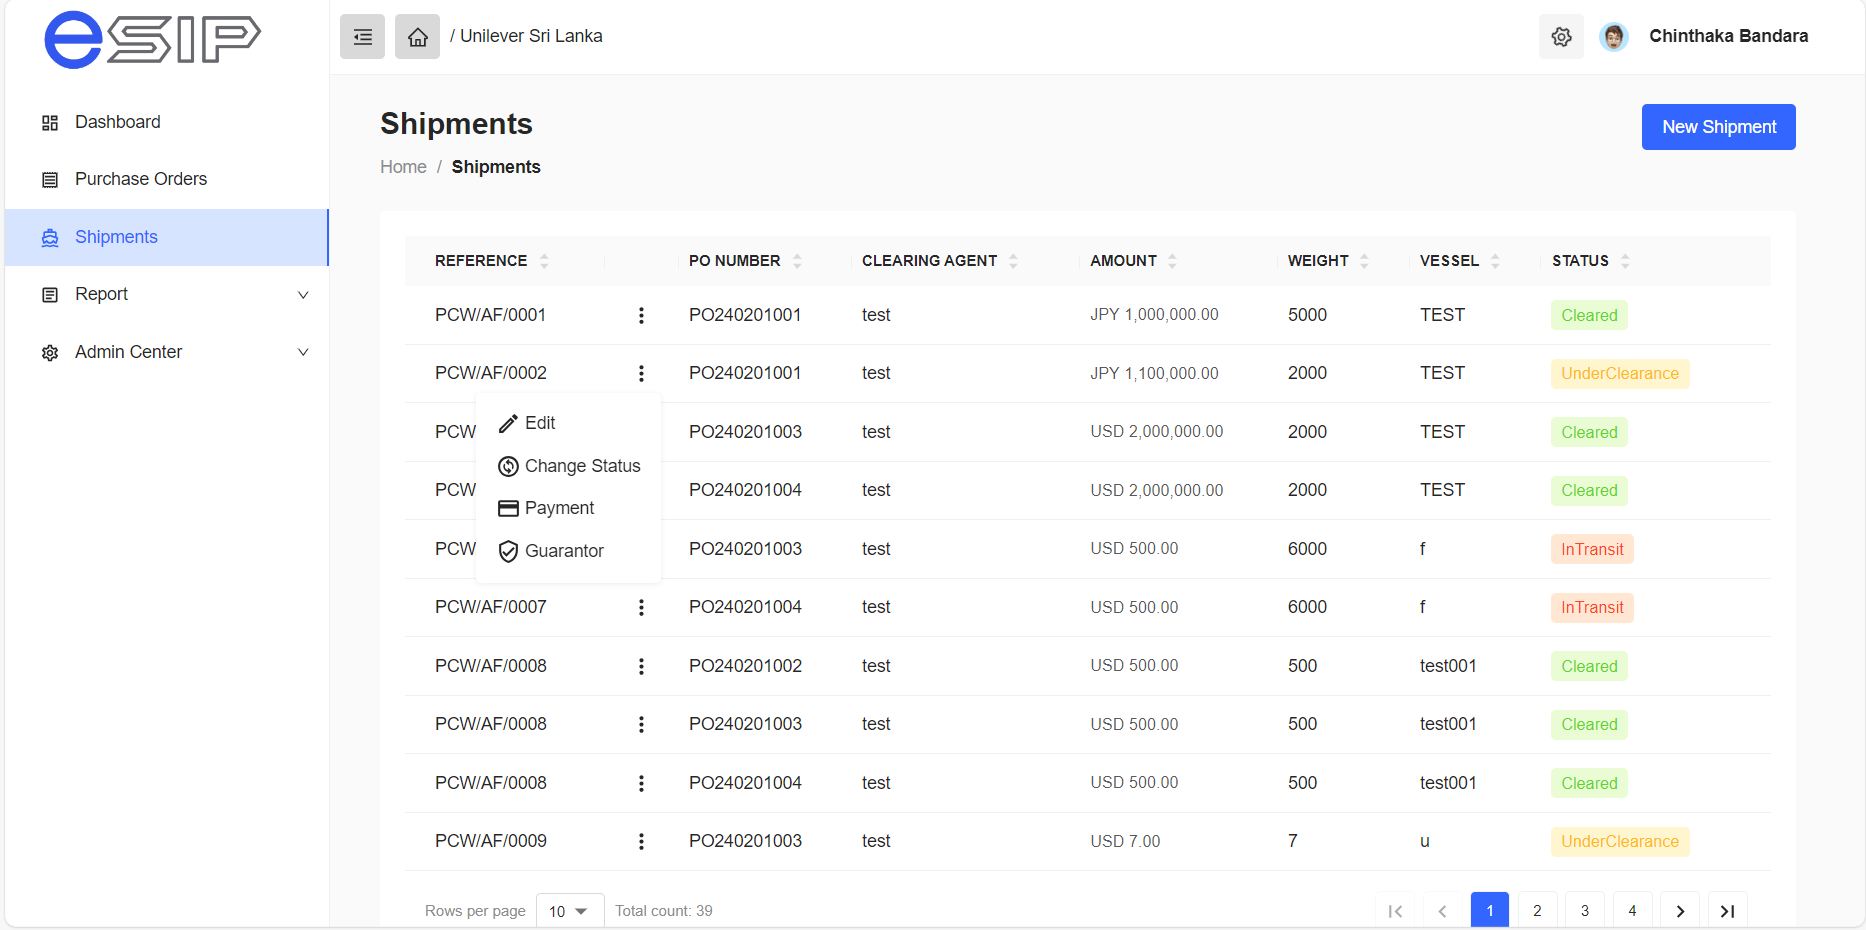 eSIP
/ Unilever Sri Lanka
Chinthaka Bandara
Dashboard
Purchase Orders
Shipments
Report
Admin Center
Shipments
Home / Shipments
New Shipment
REFERENCE PO NUMBER CLEARING AGENT AMOUNT WEIGHT VESSEL STATUS
PCW/AF/0001 PO240201001 test JPY 1,000,000.00 5000 TEST Cleared
PCW/AF/0002 PO240201001 test JPY 1,100,000.00 2000 TEST UnderClearance
PCW PO240201003 test USD 2,000,000.00 2000 TEST Cleared
PCW PO240201004 test USD 2,000,000.00 2000 TEST Cleared
PCW PO240201003 test USD 500.00 6000 f InTransit
Edit
Change Status
Payment
Guarantor
PCW/AF/0007 PO240201004 test USD 500.00 6000 f InTransit
PCW/AF/0008 PO240201002 test USD 500.00 500 test001 Cleared
PCW/AF/0008 PO240201003 test USD 500.00 500 test001 Cleared
PCW/AF/0008 PO240201004 test USD 500.00 500 test001 Cleared
PCW/AF/0009 PO240201003 test USD 7.00 7 u UnderClearance
Rows per page 10 Total count: 39
1 2 3 4